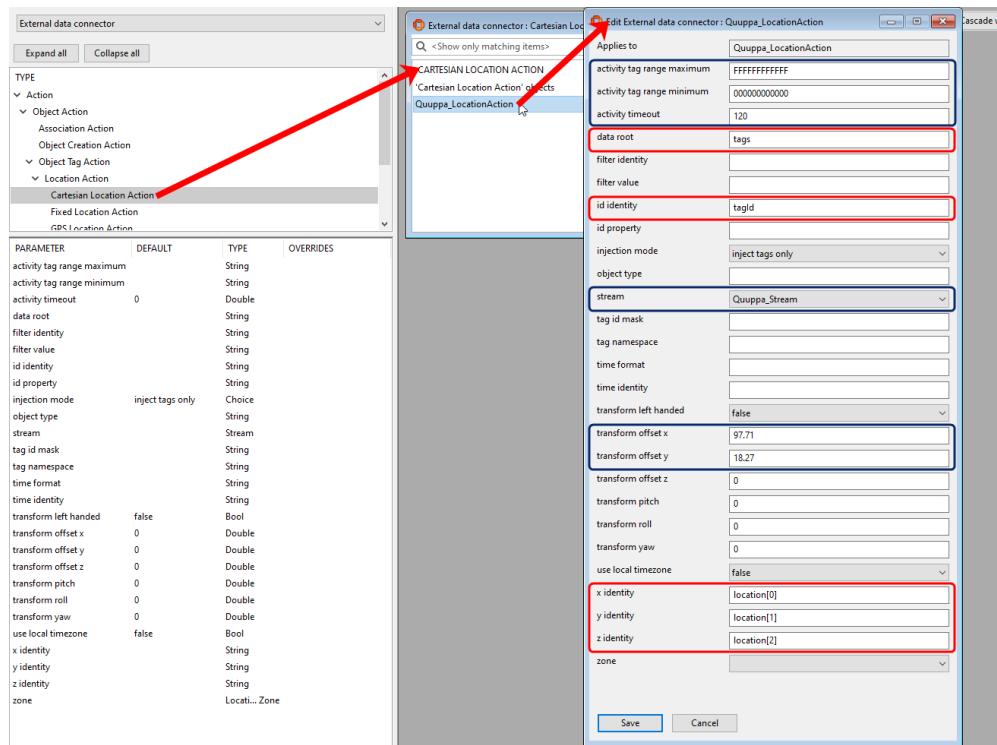 External data connector
Expand all Collapse all
TYPE
Action
Object Action
Association Action
Object Creation Action
Object Tag Action
Location Action
Cartesian Location Action
Fixed Location Action
GPS Location Action
PARAMETER DEFAULT TYPE OVERRIDES
activity tag range maximum String
activity tag range minimum String
activity timeout 0 Double
data root String
filter identity String
filter value String
id identity String
id property String
injection mode inject tags only Choice
object type String
stream Stream
tag id mask String
tag namespace String
time format String
time identity String
transform left handed false Bool
transform offset x 0 Double
transform offset y 0 Double
transform offset z 0 Double
transform pitch 0 Double
transform roll 0 Double
transform yaw 0 Double
use local timezone false Bool
x identity String
y identity String
z identity String
zone Locati... Zone
External data connector : Cartesian Loc
<Show only matching items>
CARTESIAN LOCATION ACTION
'Cartesian Location Action' objects
Quuppa_LocationAction
Edit External data connector : Quuppa_LocationAction
Applies to Quuppa_LocationAction
activity tag range maximum FFFFFFFFFFFF
activity tag range minimum 000000000000
activity timeout 120
data root tags
filter identity
filter value
id identity tagId
id property
injection mode inject tags only
object type
stream Quuppa_Stream
tag id mask
tag namespace
time format
time identity
transform left handed false
transform offset x 97.71
transform offset y 18.27
transform offset z 0
transform pitch 0
transform roll 0
transform yaw 0
use local timezone false
x identity location[0]
y identity location[1]
z identity location[2]
zone
Save Cancel
Cascade